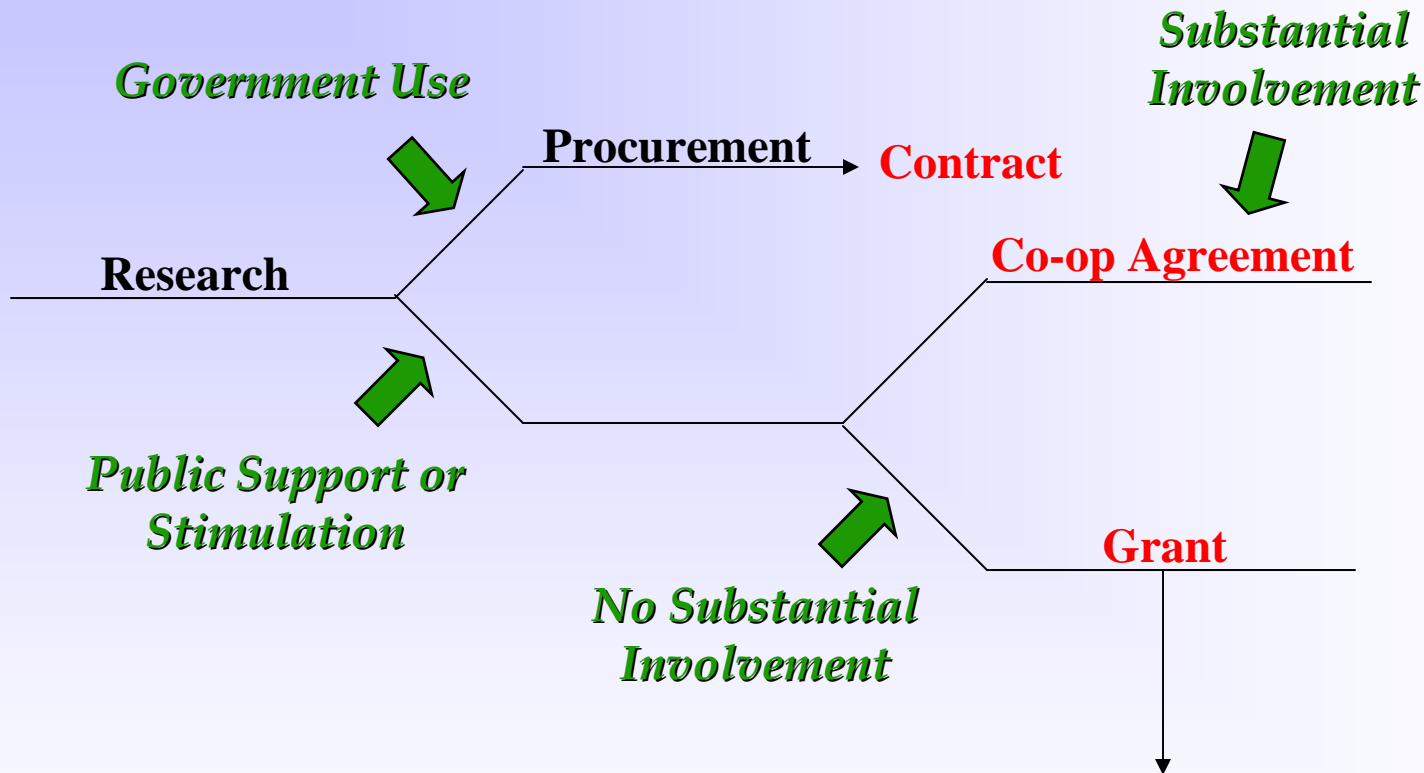 Substantial
Involvement
Government Use
Procurement
Contract
Research
Co-op Agreement
Public Support or
Stimulation
No Substantial
Involvement
Grant